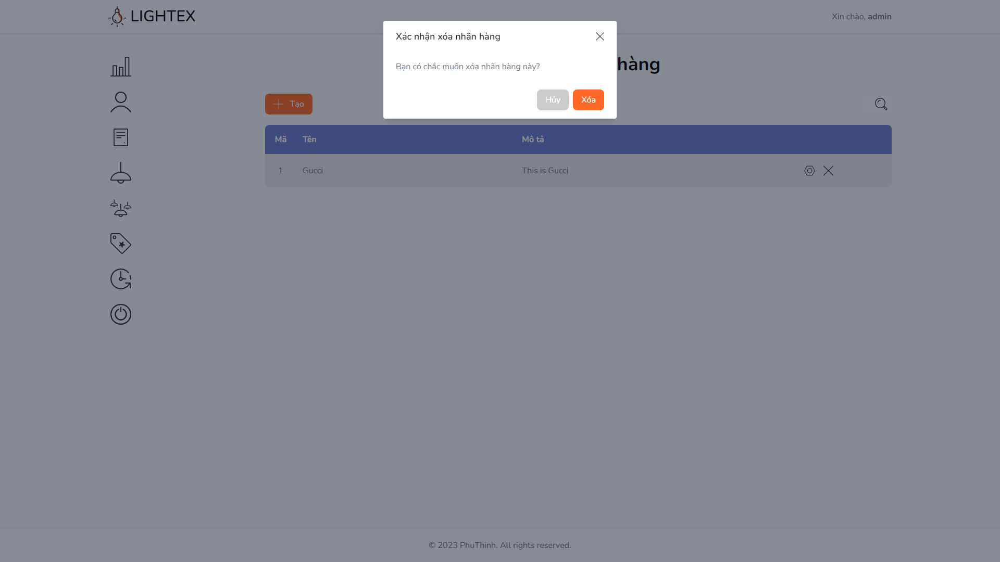 LIGHTEX
Xin chào, admin
Xác nhận xóa nhãn hàng
Bạn có chắc muốn xóa nhãn hàng này?
Hủy
Xóa
hàng
Tạo
Mã Tên Mô tả
1 Gucci This is Gucci
© 2023 PhuThinh. All rights reserved.